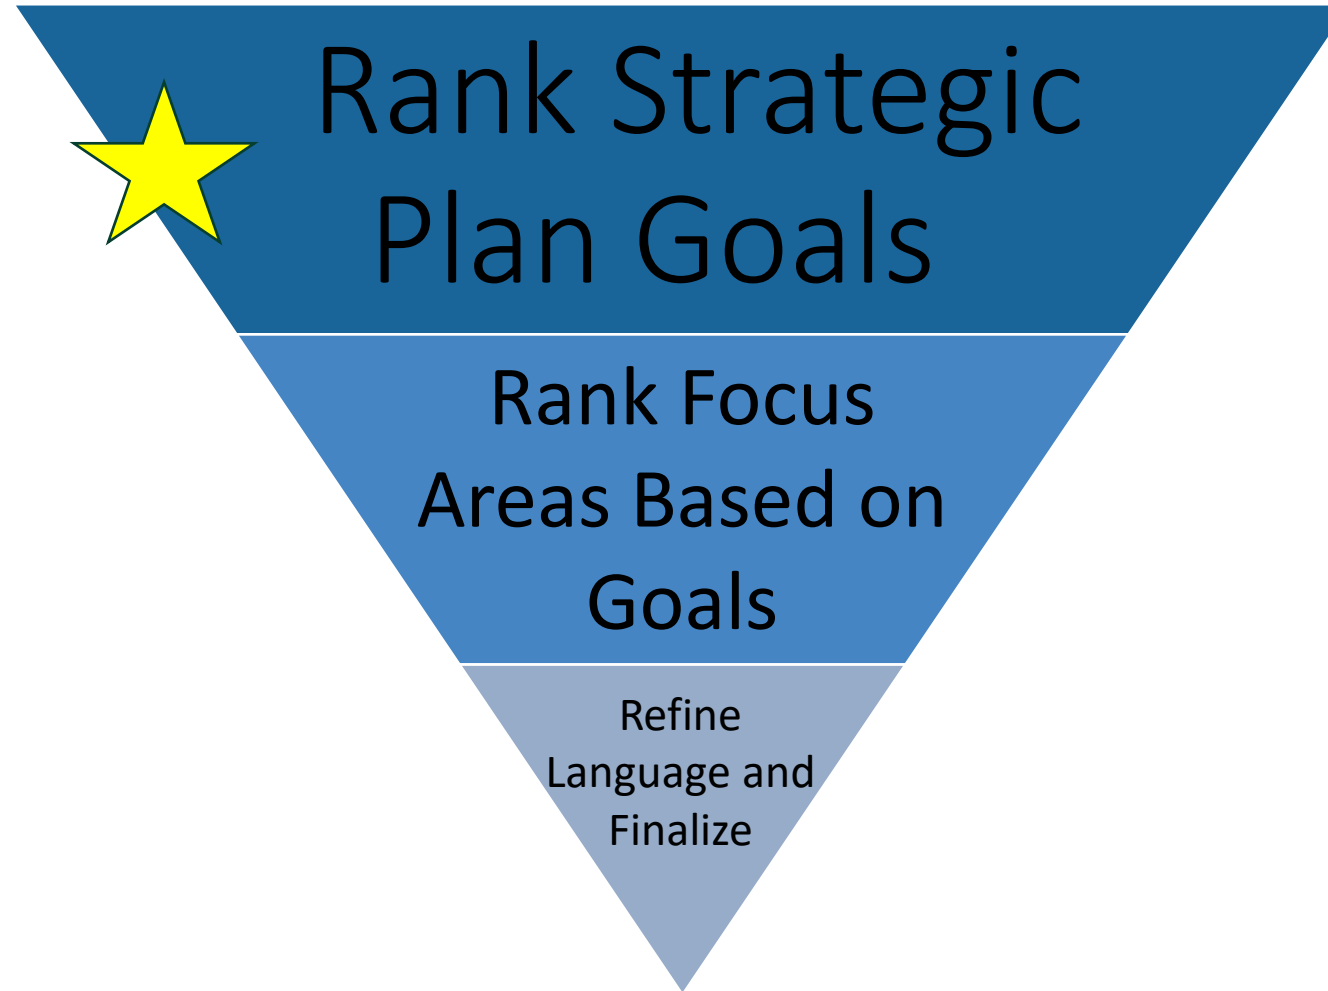 Rank Strategic
Plan Goals
Rank Focus
Areas Based on
Goals
Refine
Language and
Finalize